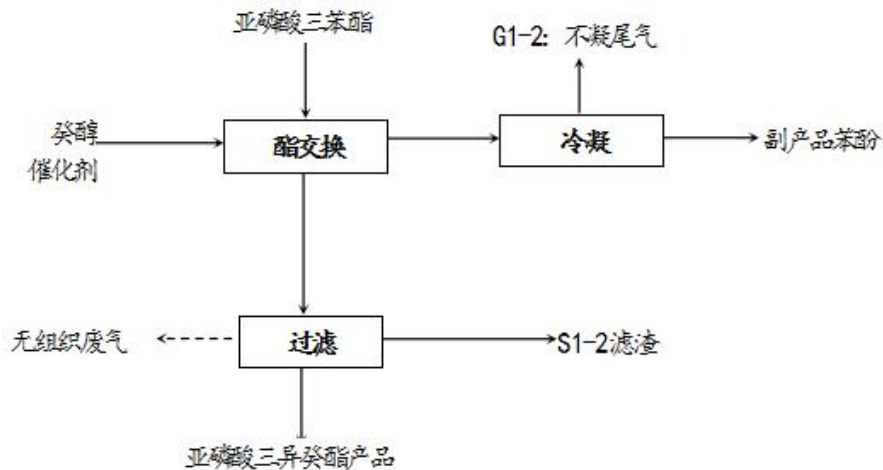 亚磷酸三苯酯
G1-2: 不凝尾气
癸醇
催化剂
酯交换
冷凝
副产品苯酚
无组织废气
过滤
S1-2滤渣
亚磷酸三异癸酯产品